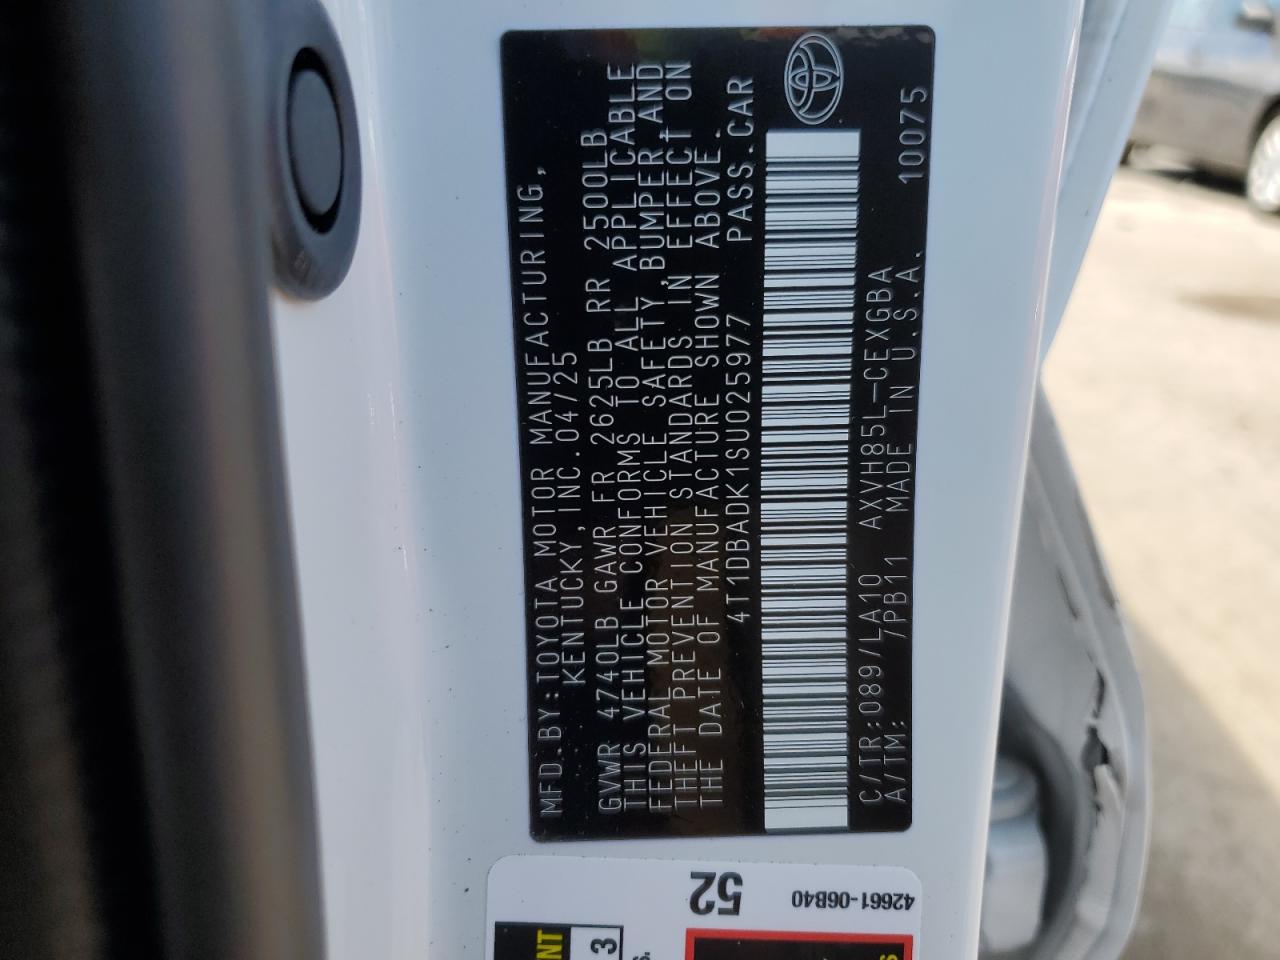 MFD.BY:TOYOTA MOTOR MANUFACTURING,
KENTUCKY, INC.04/25
GVWR 4740LB GAWR FR 2625LB RR 2500LB
THIS VEHICLE CONFORMS TO ALL APPLICABLE
FEDERAL MOTOR VEHICLE SAFETY, BUMPER, AND
THEFT PREVENTION STANDARDS IN EFFECT ON
THE DATE OF MANUFACTURE SHOWN ABOVE.
4T1DBADK1SU025977 PASS.CAR
C/TR:089/LA10 AXVH85L-CEXGBA 10075
A/TM: 7PB11 MADE IN U.S.A.
52
42661-06B40
3